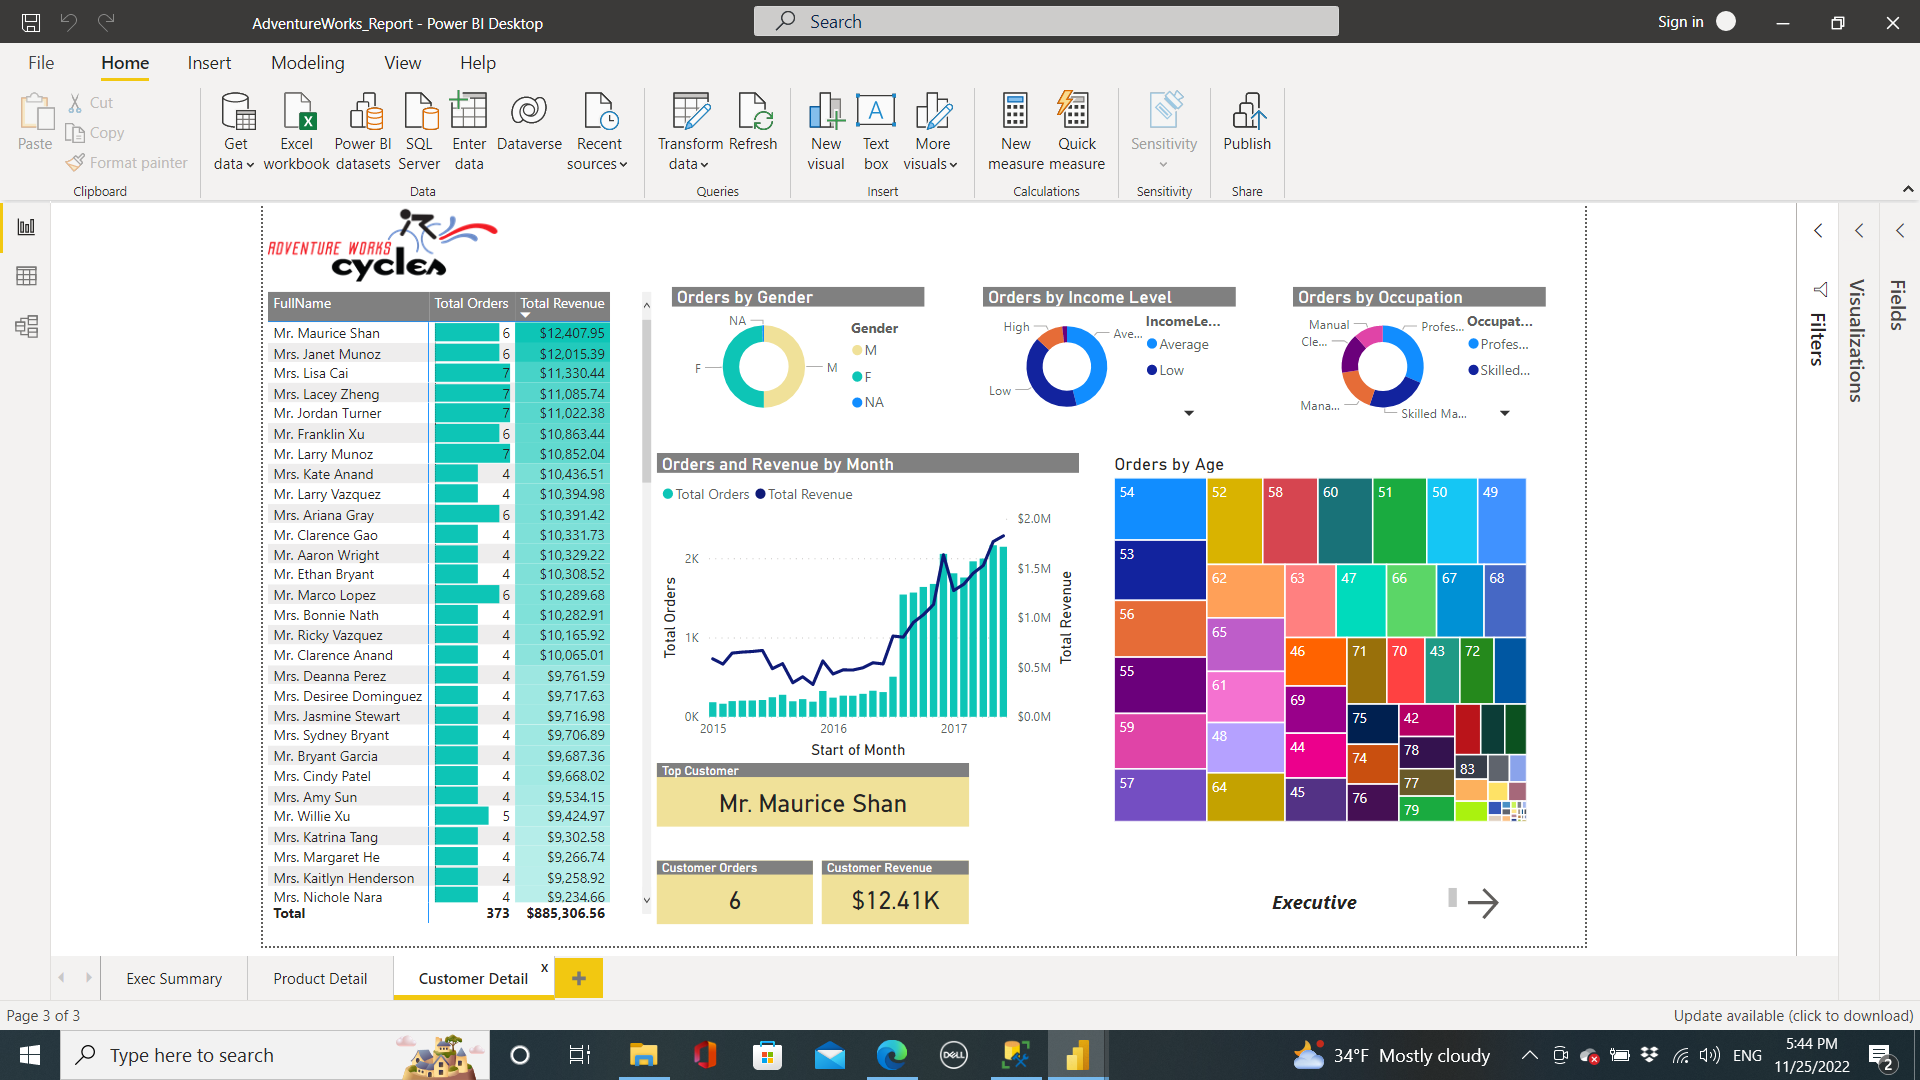 AdventureWorks_Report - Power BI Desktop
Search
Sign in
File Home Insert Modeling View Help
Paste
Cut
Copy
Format painter
Clipboard
Get data
Excel workbook
Power BI datasets
SQL Server
Enter data
Dataverse
Recent sources
Data
Transform data
Refresh
Queries
New visual
Text box
More visuals
Insert
New measure
Quick measure
Calculations
Sensitivity
Sensitivity
Publish
Share
ADVENTURE WORKS
cycles
FullName Total Orders Total Revenue
Mr. Maurice Shan 6 $12,407.95
Mrs. Janet Munoz 6 $12,015.39
Mrs. Lisa Cai 7 $11,330.44
Mrs. Lacey Zheng 7 $11,085.74
Mr. Jordan Turner 7 $11,022.38
Mr. Franklin Xu 6 $10,863.44
Mr. Larry Munoz 7 $10,852.04
Mrs. Kate Anand 4 $10,436.51
Mr. Larry Vazquez 4 $10,394.98
Mrs. Ariana Gray 6 $10,391.42
Mr. Clarence Gao 4 $10,331.73
Mr. Aaron Wright 4 $10,329.22
Mr. Ethan Bryant 4 $10,308.52
Mr. Marco Lopez 6 $10,289.68
Mrs. Bonnie Nath 4 $10,282.91
Mr. Ricky Vazquez 4 $10,165.92
Mr. Clarence Anand 4 $10,065.01
Mrs. Deanna Perez 4 $9,761.59
Mrs. Desiree Dominguez 4 $9,717.63
Mrs. Jasmine Stewart 4 $9,716.98
Mrs. Sydney Bryant 4 $9,706.89
Mr. Bryant Garcia 4 $9,687.36
Mrs. Cindy Patel 4 $9,668.02
Mrs. Amy Sun 4 $9,534.15
Mr. Willie Xu 5 $9,424.97
Mrs. Katrina Tang 4 $9,302.58
Mrs. Margaret He 4 $9,266.74
Mrs. Kaitlyn Henderson 4 $9,258.92
Mrs. Nichole Nara 4 $9,234.66
Total 373 $885,306.56
Orders by Gender
NA
F
M
Gender
M
F
NA
Orders by Income Level
High
Ave...
Low
IncomeLe...
Average
Low
Orders by Occupation
Manual
Profes...
Cle...
Mana...
Skilled Ma...
Occupat...
Profes...
Skilled...
Orders and Revenue by Month
Total Orders Total Revenue
2K
1K
0K
Total Orders
$2.0M
$1.5M
$1.0M
$0.5M
$0.0M
Total Revenue
2015 2016 2017
Start of Month
Orders by Age
54 52 58 60 51 50 49
53
62 63 47 66 67 68
56
65
46 71 70 43 72
55
61
69
75 42
59
48
44
78
74
83
57
64
45
77
76
79
Top Customer
Mr. Maurice Shan
Customer Orders
6
Customer Revenue
$12.41K
Executive
Filters
Visualizations
Fields
Exec Summary
Product Detail
Customer Detail x
+
Page 3 of 3
Update available (click to download)
Type here to search
DELL
34°F Mostly cloudy
ENG
5:44 PM
11/25/2022
2